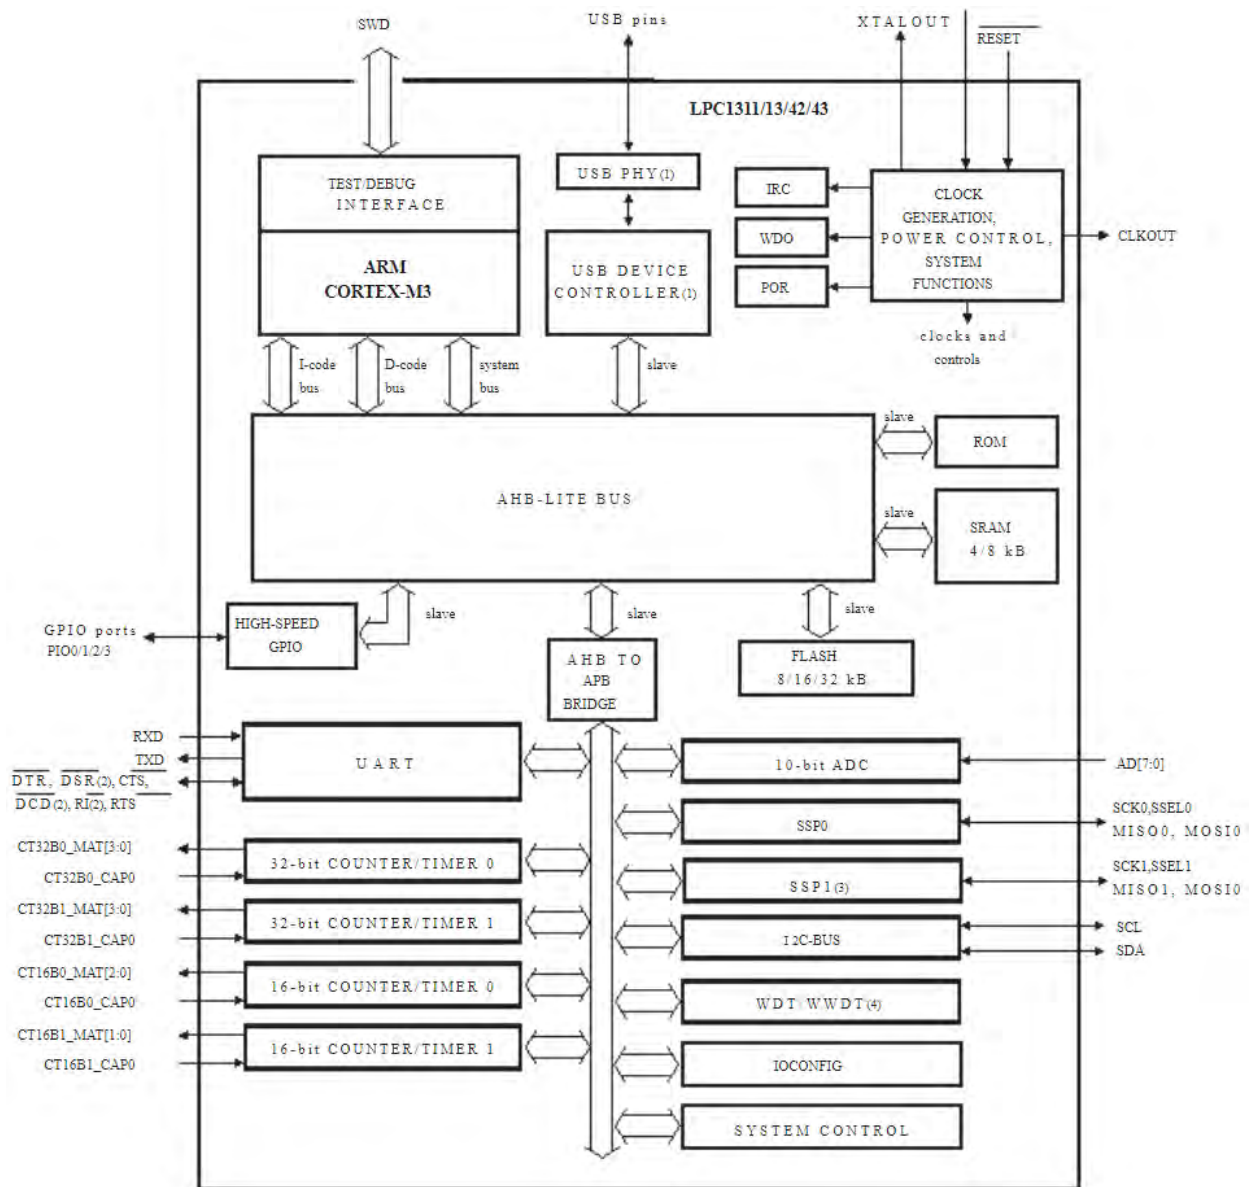 SWD
USB pins
XTALOUT
RESET
LPC1311/13/42/43
TEST/DEBUG
INTERFACE
ARM
CORTEX-M3
USB PHY(1)
USB DEVICE
CONTROLLER(1)
IRC
WDO
POR
CLOCK
GENERATION,
POWER CONTROL,
SYSTEM
FUNCTIONS
CLKOUT
clocks and
controls
I-code
bus
D-code
bus
system
bus
slave
AHB-LITE BUS
slave
ROM
slave
SRAM
4/8 kB
slave
slave
slave
GPIO ports
PIO0/1/2/3
HIGH-SPEED
GPIO
AHB TO
APB
BRIDGE
FLASH
8/16/32 kB
RXD
TXD
DTR, DSR(2), CTS,
DCD(2), RI(2), RTS
UART
10-bit ADC
AD[7:0]
CT32B0_MAT[3:0]
CT32B0_CAP0
32-bit COUNTER/TIMER 0
SSP0
SCK0,SSEL0
MISO0, MOSI0
CT32B1_MAT[3:0]
CT32B1_CAP0
32-bit COUNTER/TIMER 1
SSP1(3)
SCK1,SSEL1
MISO1, MOSI0
CT16B0_MAT[2:0]
CT16B0_CAP0
16-bit COUNTER/TIMER 0
I2C-BUS
SCL
SDA
CT16B1_MAT[1:0]
CT16B1_CAP0
16-bit COUNTER/TIMER 1
WDT/WWDT(4)
IOCONFIG
SYSTEM CONTROL